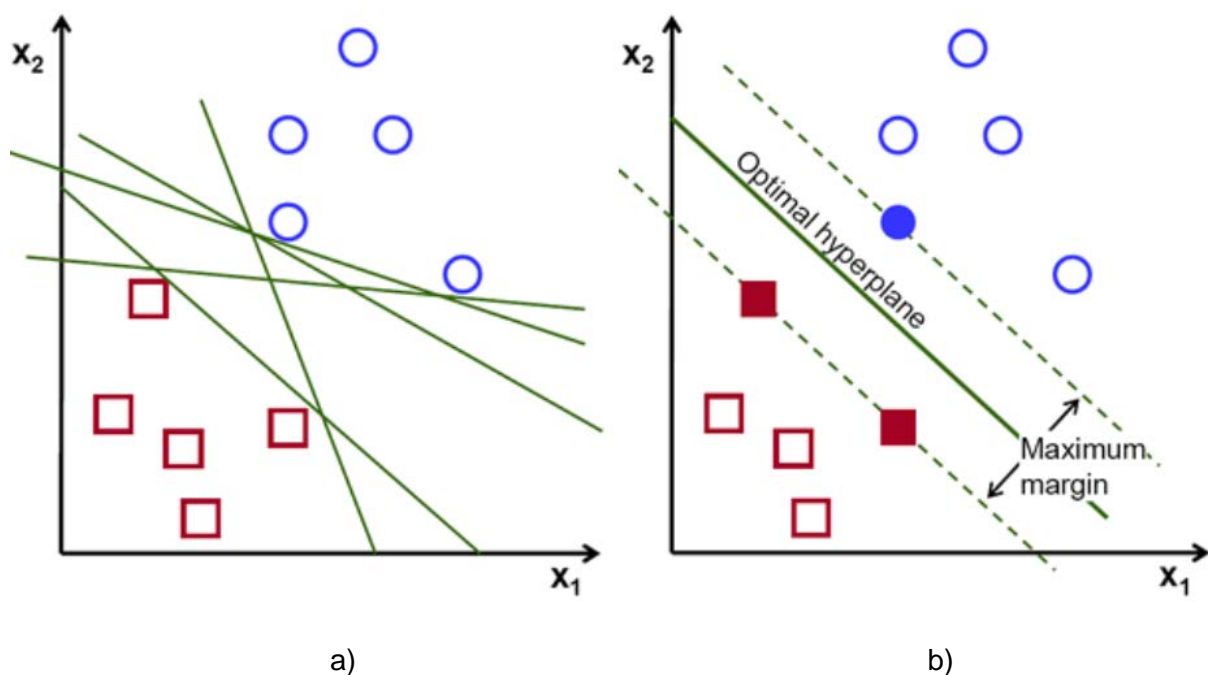 x2
x1
a)
x2
Optimal hyperplane
Maximum
margin
x1
b)